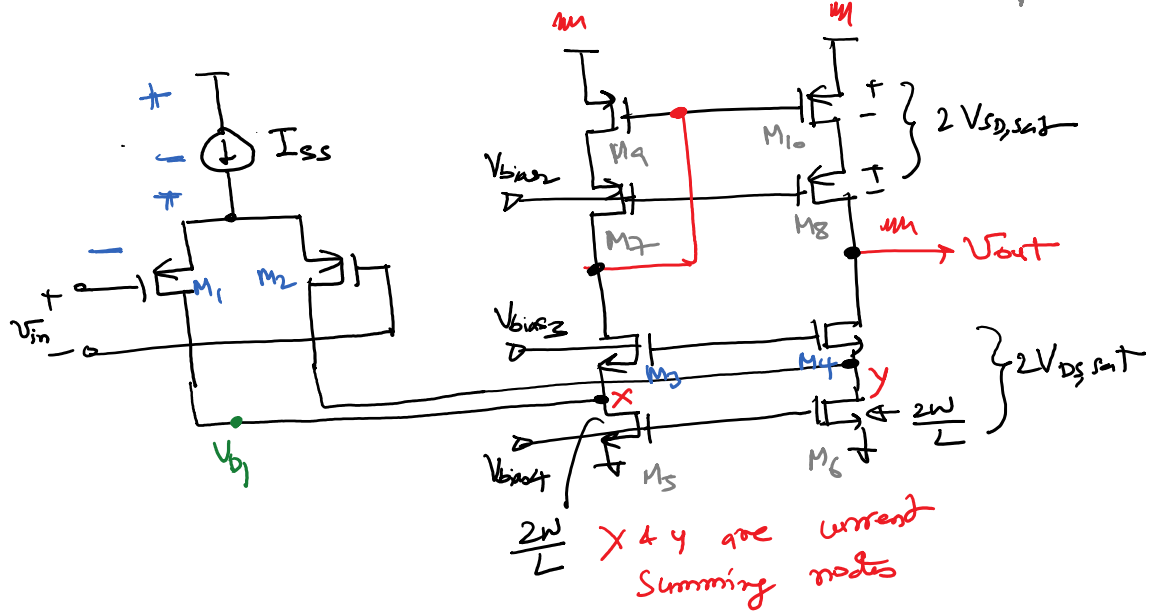 +
-
+
-
ISS
M1
M2
+
Vin
-
VD1
M9
M10
+
-
+
-
2 VSD,sat
Vbias2
M7
M8
Vout
Vbias3
M3
M4
X
Y
2VDS,sat
Vbias4
M5
M6
2W
L
2W
L
X & Y are current
summing nodes